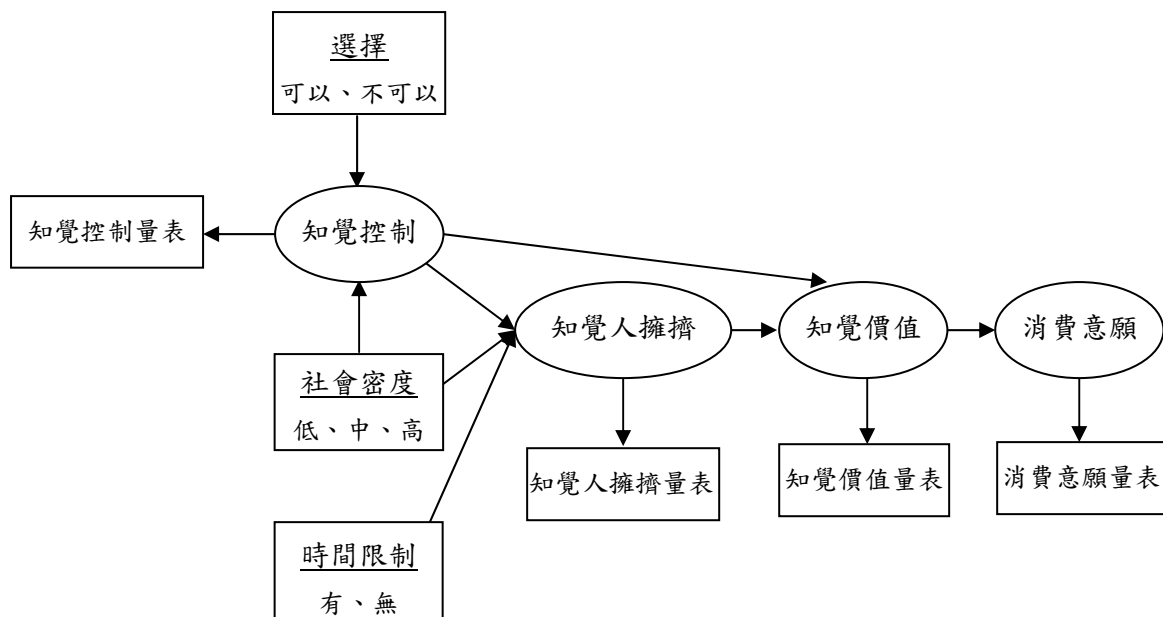 選擇
可以、不可以
知覺控制量表
知覺控制
知覺人擁擠
知覺價值
消費意願
社會密度
低、中、高
知覺人擁擠量表
知覺價值量表
消費意願量表
時間限制
有、無